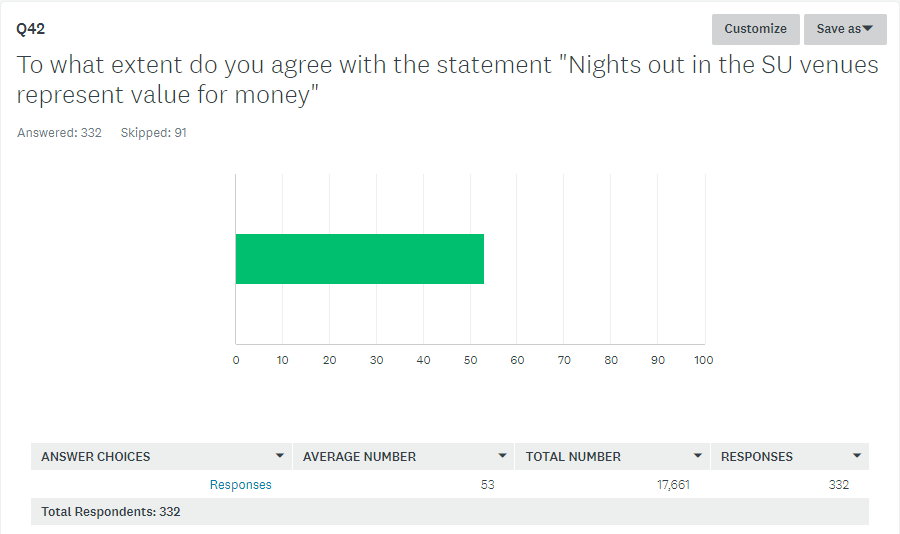 Q42
Customize
Save as
To what extent do you agree with the statement "Nights out in the SU venues
represent value for money"
Answered: 332 Skipped: 91
0 10 20 30 40 50 60 70 80 90 100
ANSWER CHOICES AVERAGE NUMBER TOTAL NUMBER RESPONSES
Responses 53 17,661 332
Total Respondents: 332